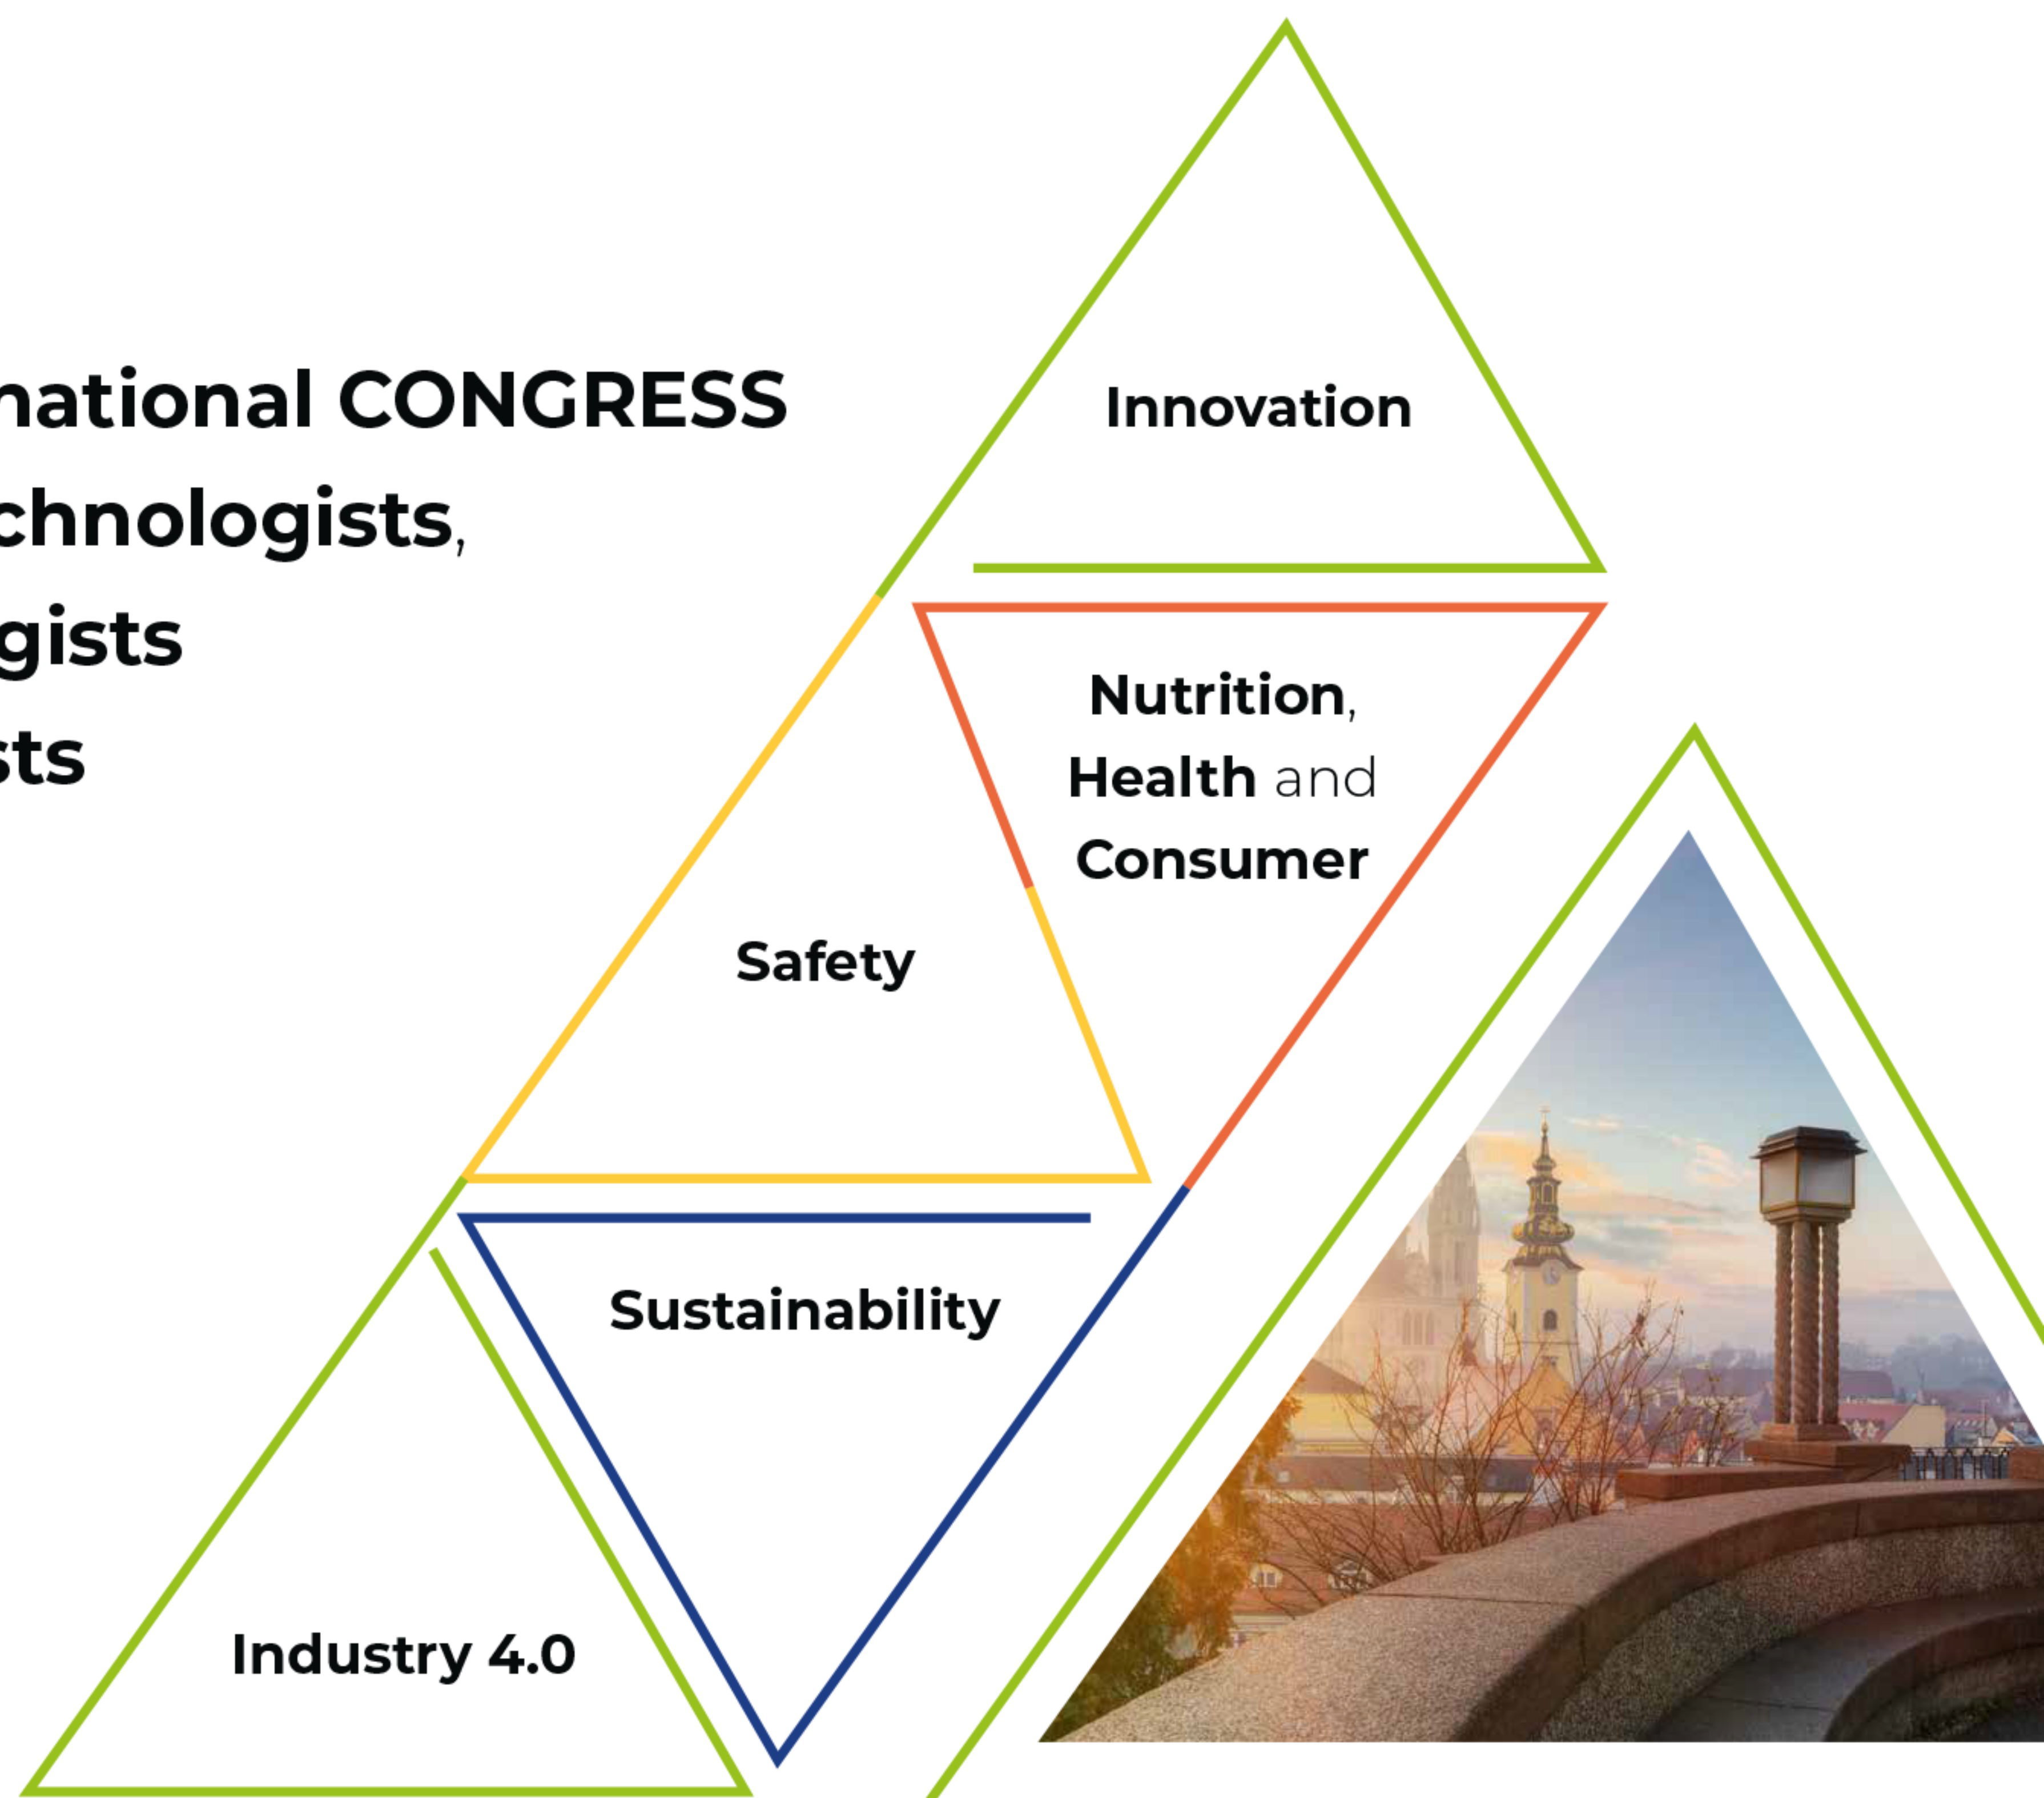 national CONGRESS
chnologists,
gists
sts
Innovation
Nutrition,
Health and
Consumer
Safety
Sustainability
Industry 4.0